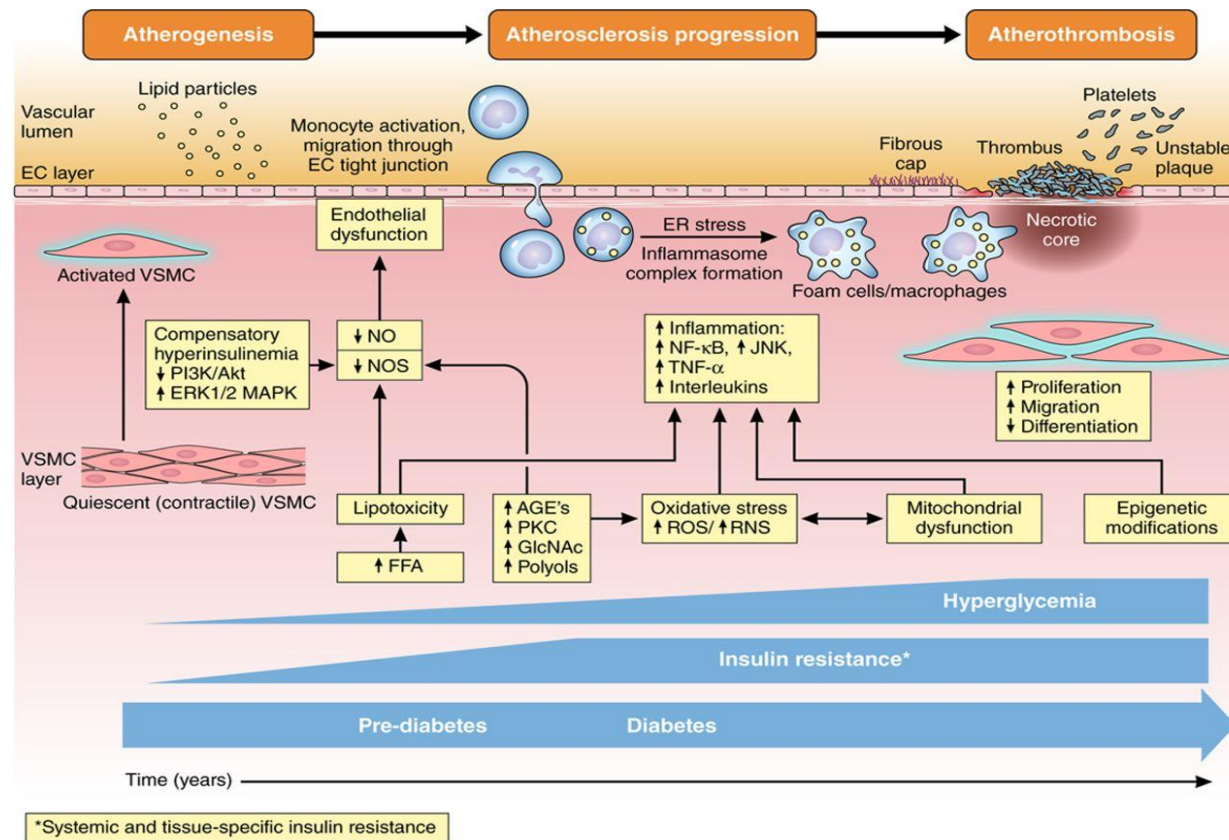 Atherogenesis
Atherosclerosis progression
Atherothrombosis
Lipid particles
Platelets
Vascular
lumen
Monocyte activation,
migration through
EC tight junction
Fibrous
cap
Thrombus
Unstable
plaque
EC layer
Endothelial
dysfunction
ER stress
Inflammasome
complex formation
Necrotic
core
Activated VSMC
Foam cells/macrophages
Compensatory
hyperinsulinemia
↓ PI3K/Akt
↑ ERK1/2 MAPK
↓ NO
↓ NOS
↑ Inflammation:
↑ NF-κB, ↑ JNK,
↑ TNF-α
↑ Interleukins
↑ Proliferation
↑ Migration
↓ Differentiation
VSMC
layer
Quiescent (contractile) VSMC
Lipotoxicity
↑ FFA
↑ AGE's
↑ PKC
↑ GlcNAc
↑ Polyols
Oxidative stress
↑ ROS/↑ RNS
Mitochondrial
dysfunction
Epigenetic
modifications
Hyperglycemia
Insulin resistance*
Pre-diabetes
Diabetes
Time (years)
*Systemic and tissue-specific insulin resistance